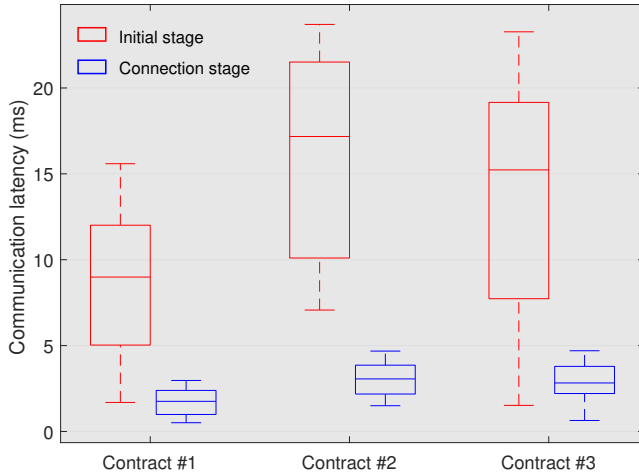 Communication latency (ms)
20
15
10
5
0
Initial stage
Connection stage
Contract #1
Contract #2
Contract #3